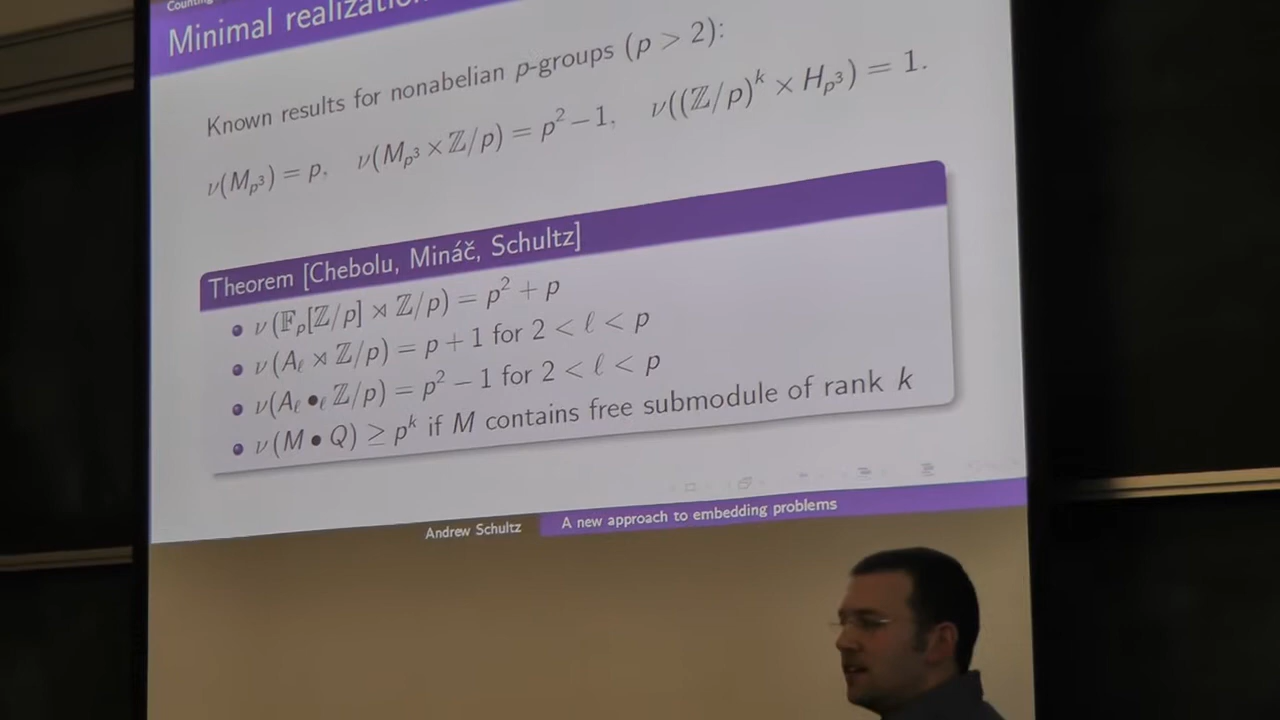 Counting
Minimal realization
Known results for nonabelian p-groups (p > 2):
ν(M_{p^3}) = p, ν(M_{p^3} × ℤ/p) = p^2 − 1, ν((ℤ/p)^k × H_{p^3}) = 1.
Theorem [Chebolu, Mináč, Schultz]
• ν(𝔽_p[ℤ/p] ⋊ ℤ/p) = p^2 + p
• ν(A_ℓ ⋊ ℤ/p) = p + 1 for 2 < ℓ < p
• ν(A_ℓ •_ℓ ℤ/p) = p^2 − 1 for 2 < ℓ < p
• ν(M • Q) ≥ p^k if M contains free submodule of rank k
Andrew Schultz A new approach to embedding problems